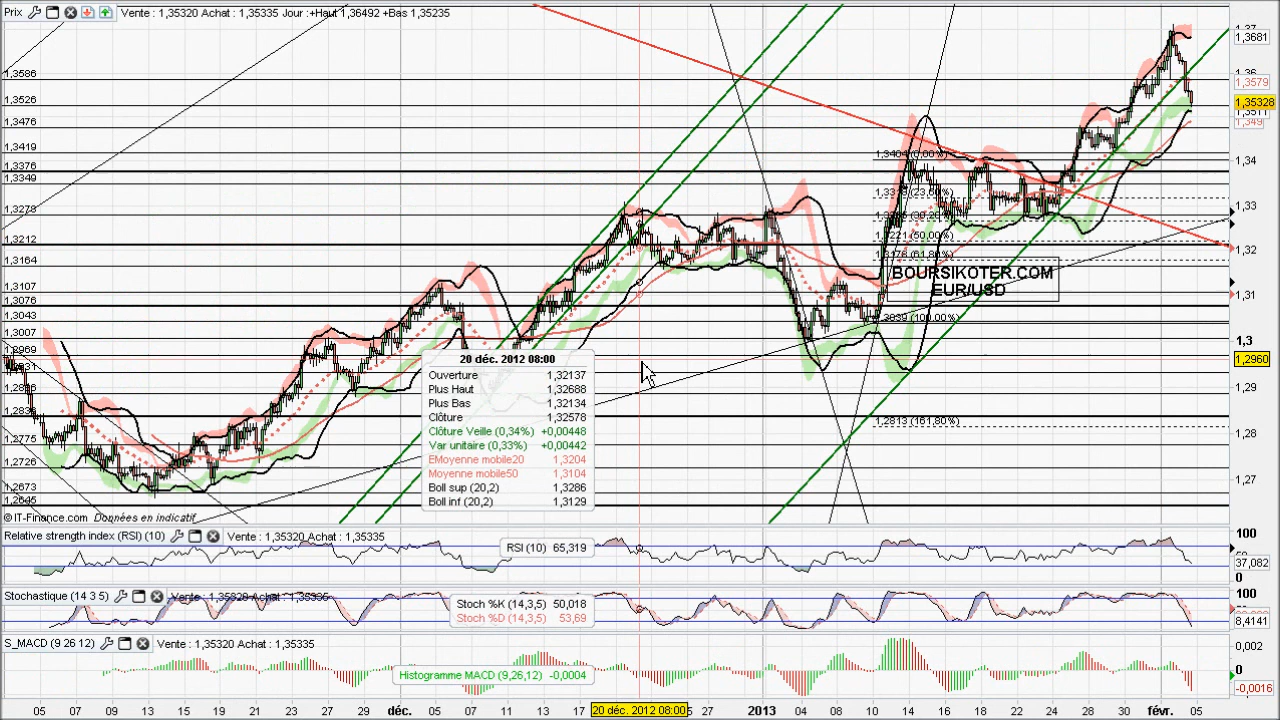 Prix Vente : 1,35320 Achat : 1,35335 Jour :+Haut 1,36492 +Bas 1,35235
1,3586
1,3526
1,3476
1,3419
1,3376
1,3349
1,3278
1,3212
1,3164
1,3107
1,3076
1,3043
1,3007
1,2969
1,2775
1,2726
1,2673
1,2645
1,3681
1,3579
1,35328
1,349
1,34
1,33
1,32
1,31
1,3
1,2960
1,29
1,28
1,27
1,3404 (0,00%)
1,3221 (50,00%)
1,3178 (61,80%)
1,3039 (100,00%)
1,2813 (161,80%)
BOURSIKOTER.COM
EUR/USD
20 déc. 2012 08:00
Ouverture 1,32137
Plus Haut 1,32688
Plus Bas 1,32134
Clôture 1,32578
Clôture Veille (0,34%) +0,00448
Var unitaire (0,33%) +0,00442
EMoyenne mobile20 1,3204
Moyenne mobile50 1,3104
Boll sup (20,2) 1,3286
Boll inf (20,2) 1,3129
© IT-Finance.com Données en indicatif
Relative strength index (RSI) (10) Vente : 1,35320 Achat : 1,35335
RSI (10) 65,319
100
37,082
0
Stochastique (14 3 5) Vente : 1,35320 Achat : 1,35335
Stoch %K (14,3,5) 50,018
Stoch %D (14,3,5) 53,69
100
8,4141
S_MACD (9 26 12) Vente : 1,35320 Achat : 1,35335
Histogramme MACD (9,26,12) -0,0004
0,002
0
-0,0016
05 07 09 13 15 19 21 23 27 29 déc. 05 07 11 13 17 20 déc. 2012 08:00 27 31 2013 04 08 10 14 16 18 22 24 28 30 févr. 05